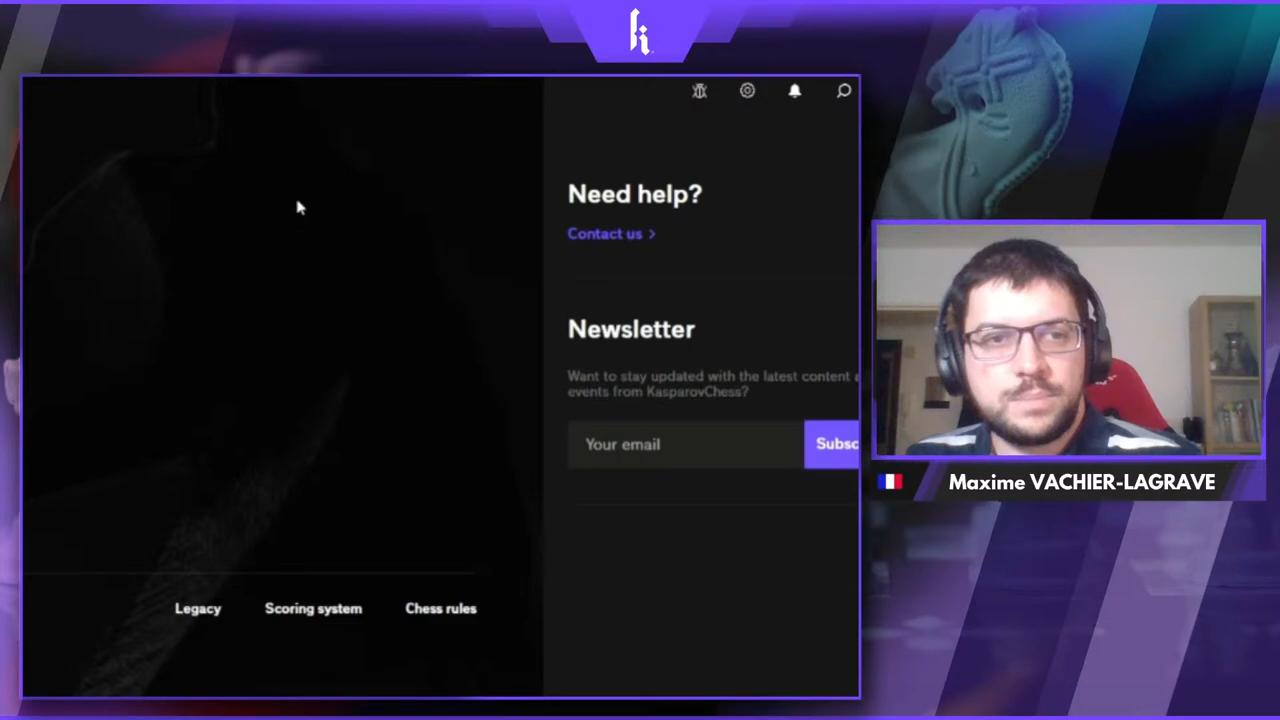 Need help?
Contact us >
Newsletter
Want to stay updated with the latest content
events from KasparovChess?
Your email
Subsc
Legacy
Scoring system
Chess rules
Maxime VACHIER-LAGRAVE